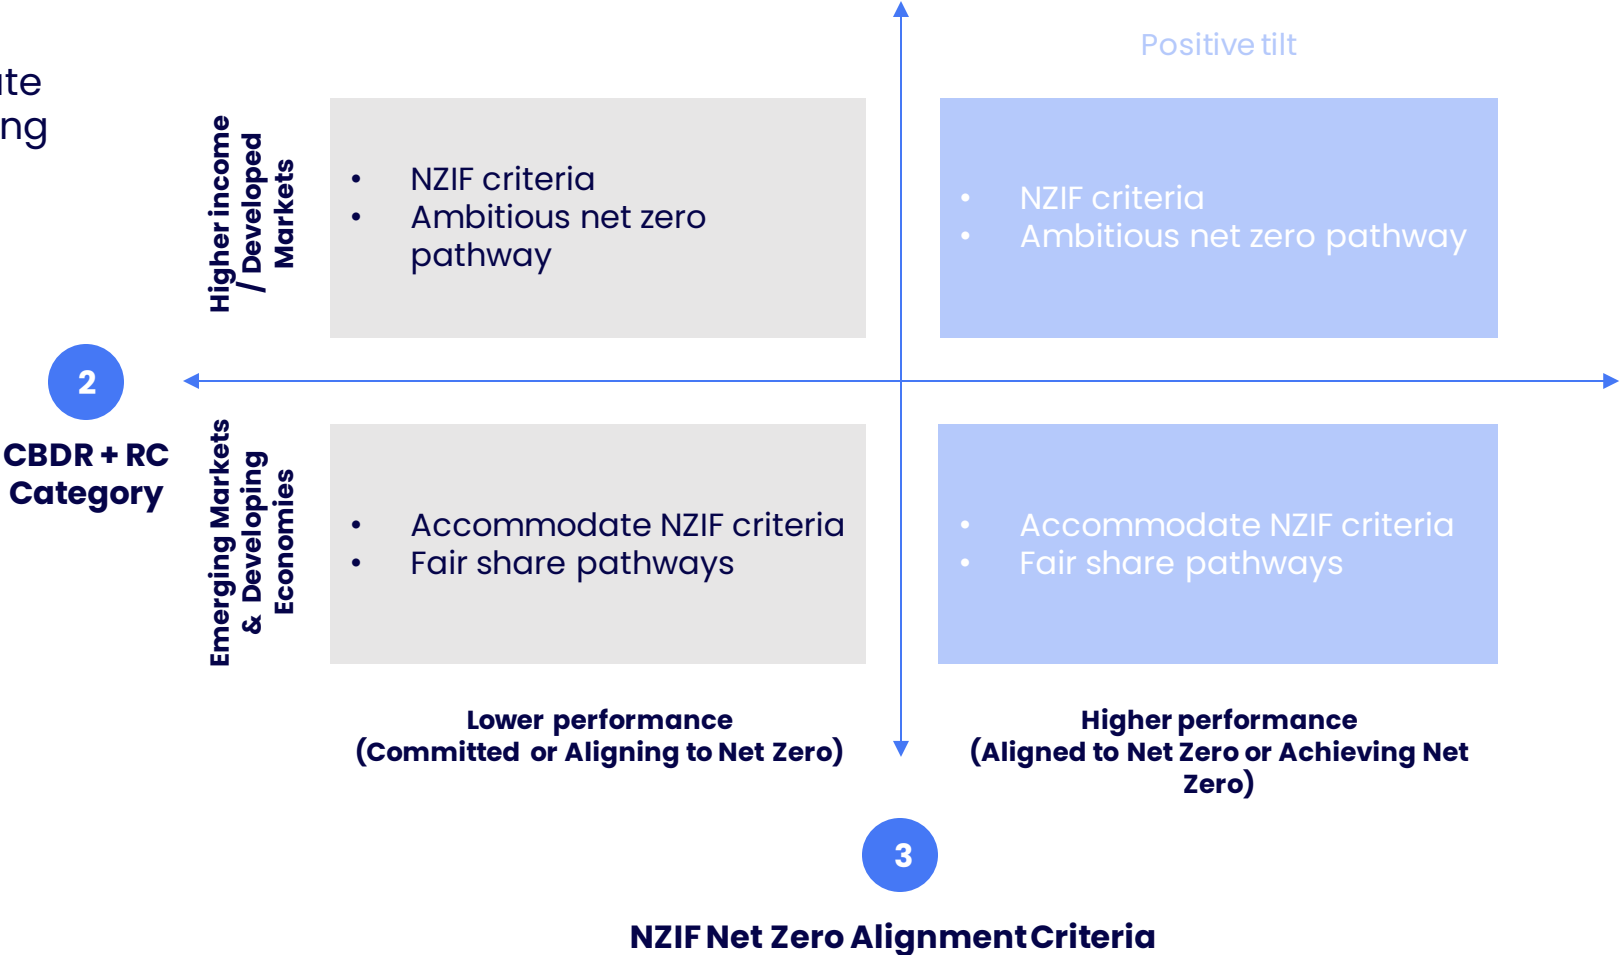 Positive tilt
Higher income
/ Developed
Markets
• NZIF criteria
• Ambitious net zero
pathway
• NZIF criteria
• Ambitious net zero pathway
2
CBDR + RC
Category
Emerging Markets
& Developing
Economies
• Accommodate NZIF criteria
• Fair share pathways
• Accommodate NZIF criteria
• Fair share pathways
Lower performance
(Committed or Aligning to Net Zero)
Higher performance
(Aligned to Net Zero or Achieving Net
Zero)
3
NZIF Net Zero Alignment Criteria